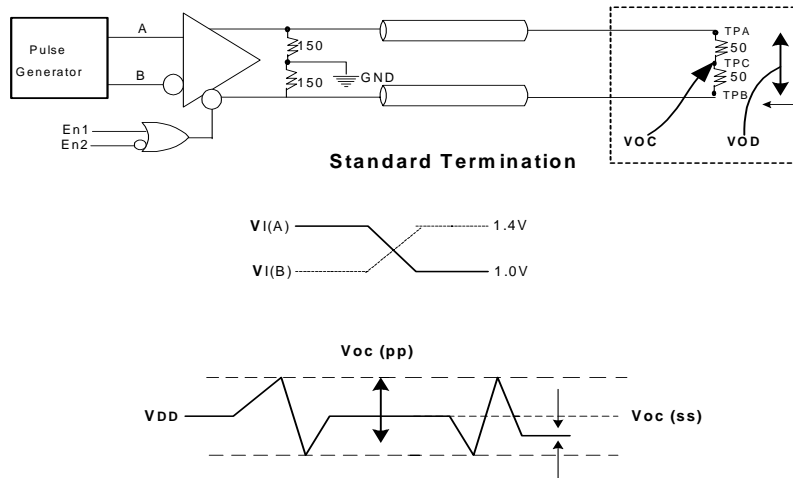 A
Pulse
Generator
B
150
150
GND
En1
En2
TPA
50
TPC
50
TPB
VOC
VOD
Standard Termination
VI(A)
1.4V
VI(B)
1.0V
Voc (pp)
VDD
Voc (ss)